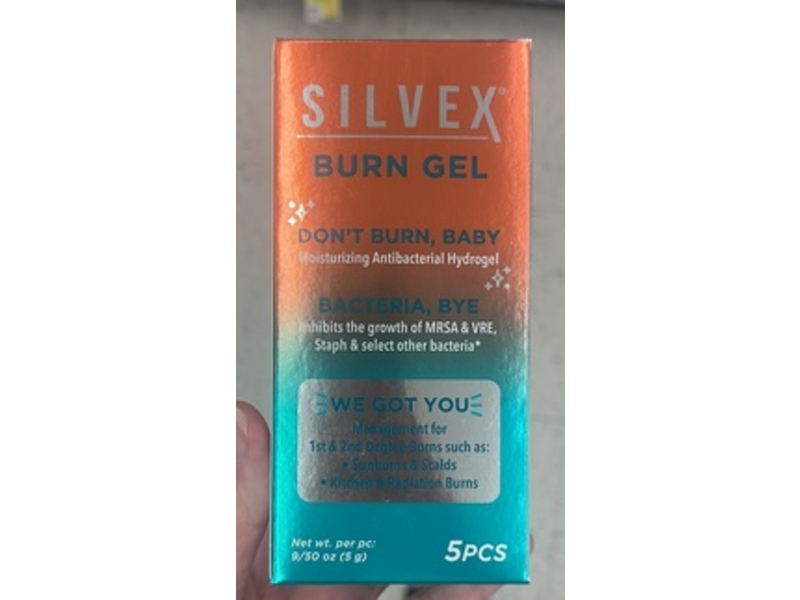 SILVEX®
BURN GEL
DON'T BURN, BABY
Moisturizing Antibacterial Hydrogel
BACTERIA, BYE
Inhibits the growth of MRSA & VRE,
Staph & select other bacteria*
WE GOT YOU
Management for
1st & 2nd Degree Burns such as:
• Sunburns & Scalds
• Kitchen & Radiation Burns
Net wt. per pc:
9/50 oz (5 g)
5PCS